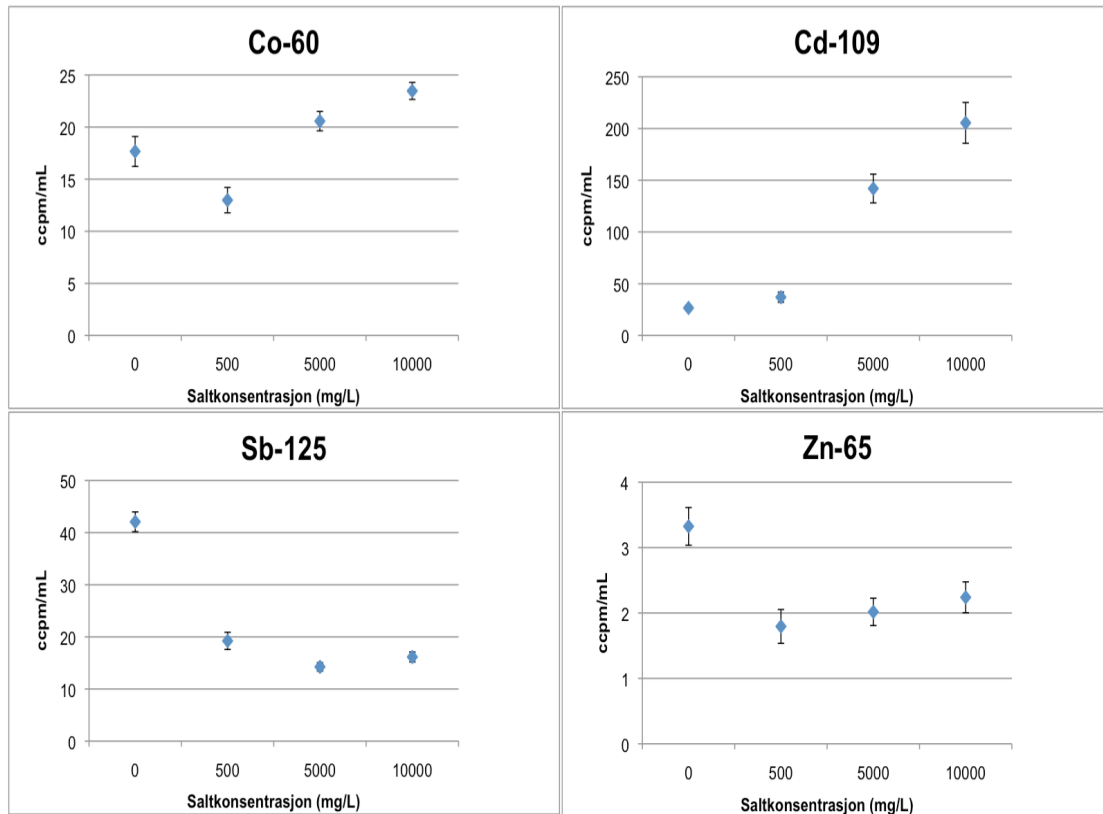 Co-60
25
20
15
10
5
0
ccpm/mL
0 500 5000 10000
Saltkonsentrasjon (mg/L)
Cd-109
250
200
150
100
50
0
ccpm/mL
0 500 5000 10000
Saltkonsentrasjon (mg/L)
Sb-125
50
40
30
20
10
0
ccpm/mL
0 500 5000 10000
Saltkonsentrasjon (mg/L)
Zn-65
4
3
2
1
0
ccpm/mL
0 500 5000 10000
Saltkonsentrasjon (mg/L)